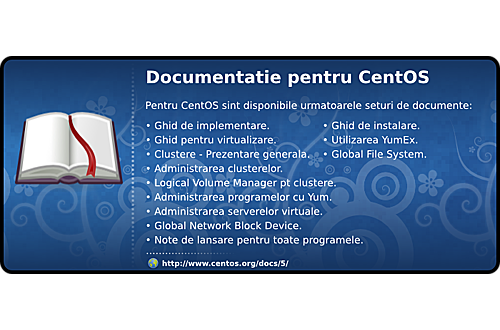 Documentatie pentru CentOS
Pentru CentOS sint disponibile urmatoarele seturi de documente:
• Ghid de implementare.
• Ghid pentru virtualizare.
• Clustere - Prezentare generala.
• Administrarea clusterelor.
• Logical Volume Manager pt clustere.
• Administrarea programelor cu Yum.
• Administrarea serverelor virtuale.
• Global Network Block Device.
• Note de lansare pentru toate programele.
• Ghid de instalare.
• Utilizarea YumEx.
• Global File System.
http://www.centos.org/docs/5/